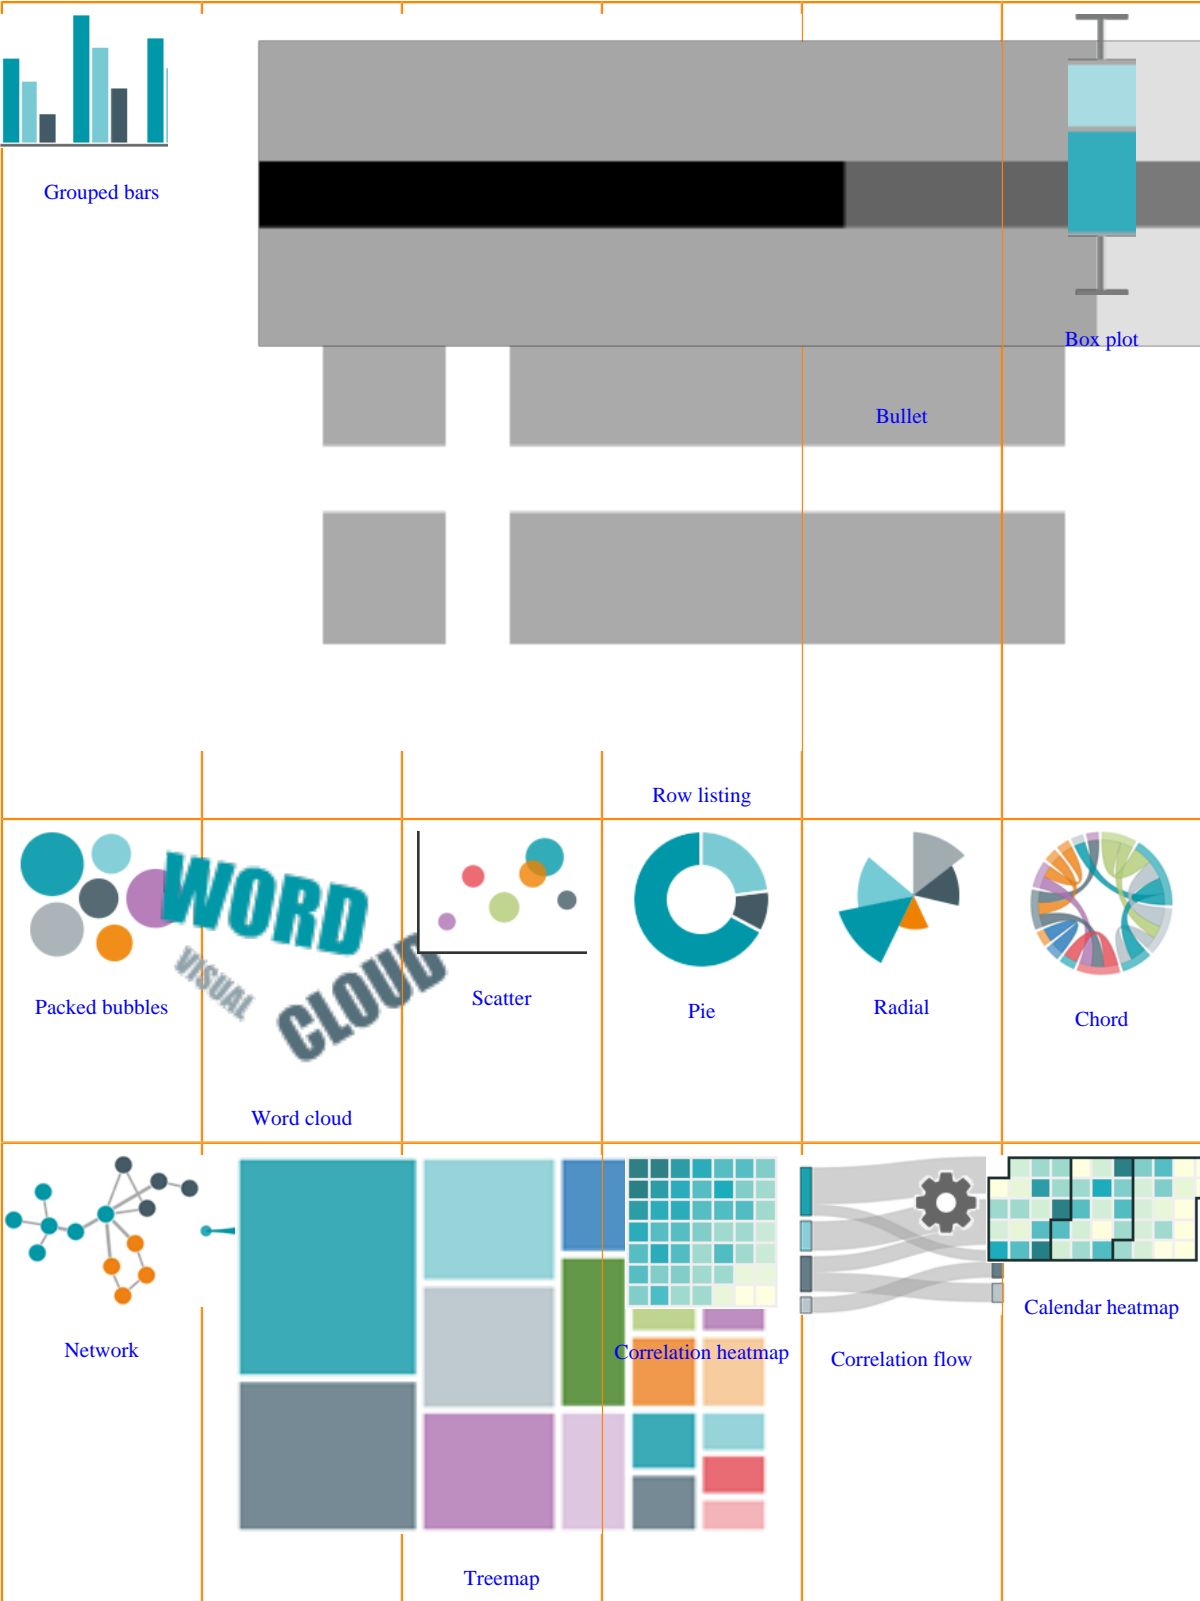 Grouped bars
Box plot
Bullet
Row listing
WORD
VISUAL
CLOUD
Packed bubbles
Word cloud
Scatter
Pie
Radial
Chord
Network
Treemap
Correlation heatmap
Correlation flow
Calendar heatmap